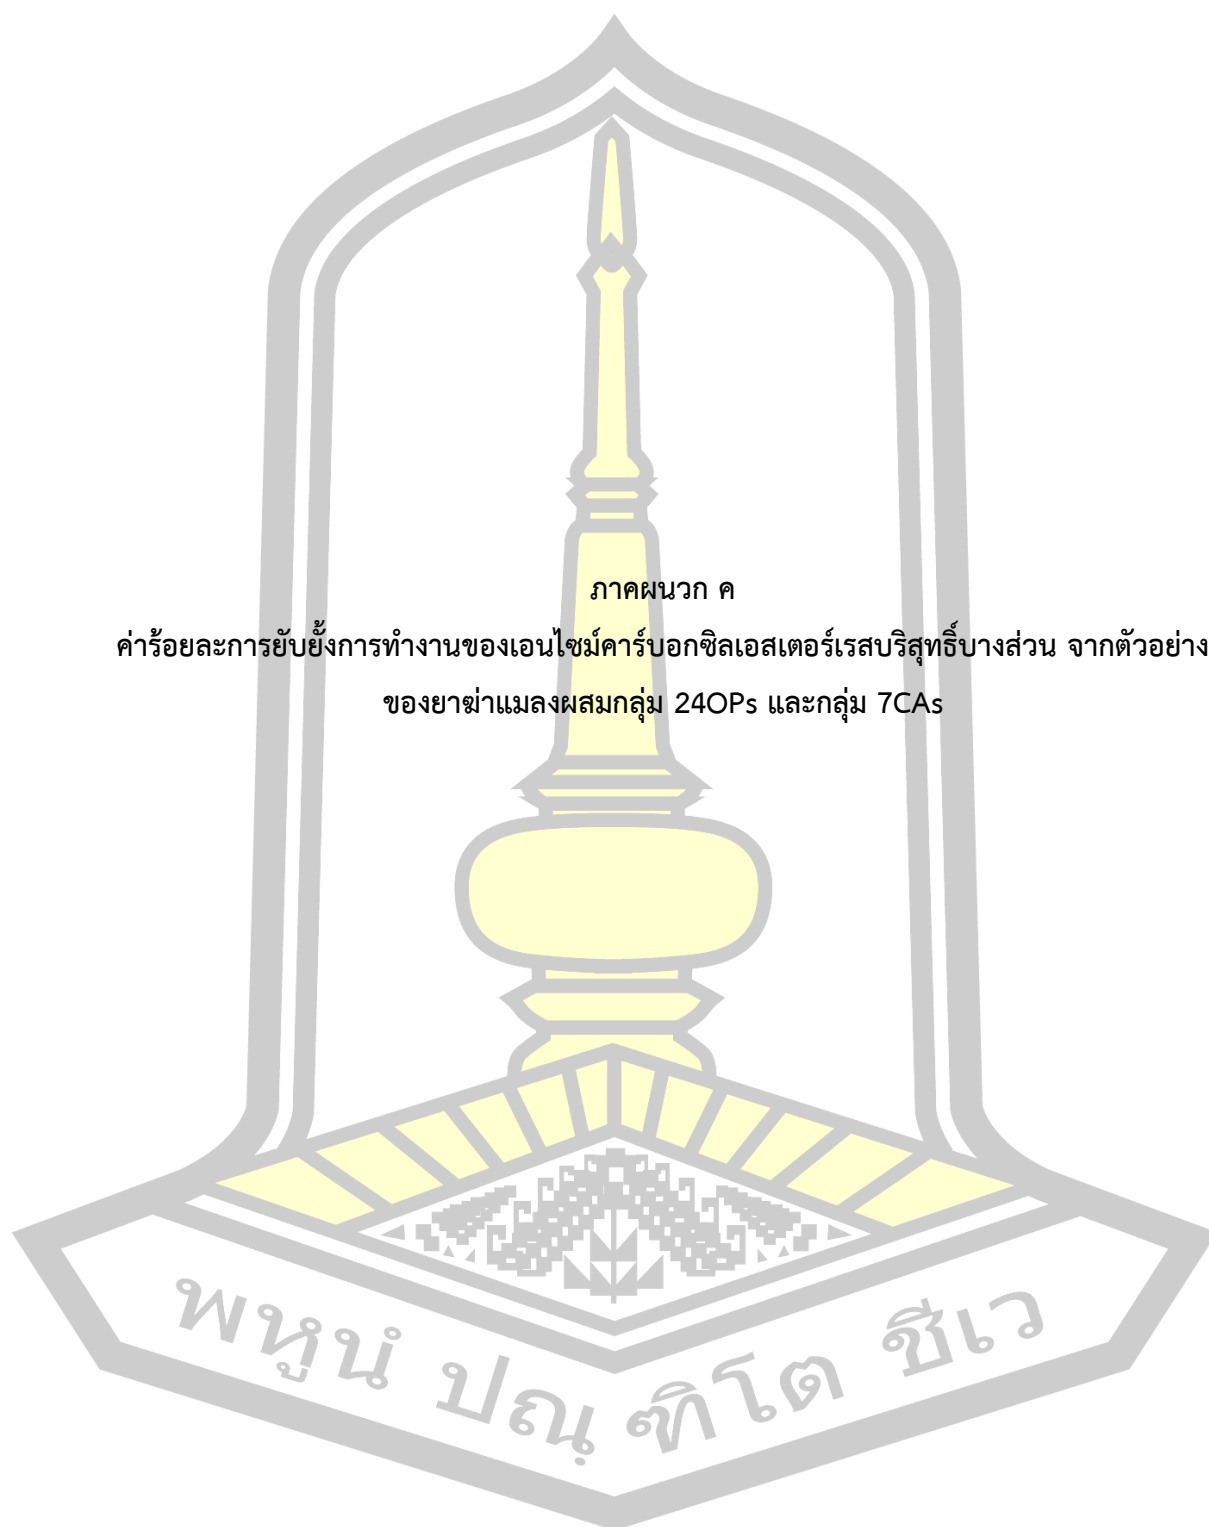 ภาคผนวก ค
ค่าร้อยละการยับยั้งการทำงานของเอนไซม์คาร์บอกซิลเอสเตอร์เรสบริสุทธิ์บางส่วน จากตัวอย่าง
ของยาฆ่าแมลงผสมกลุ่ม 24OPs และกลุ่ม 7CAs
พหูนํ ปณฺฑิโต ชีเว